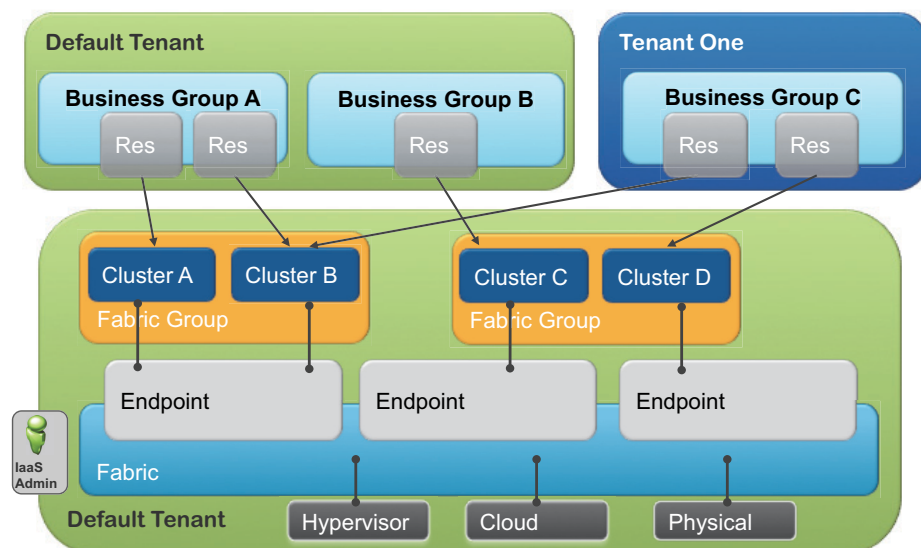 Default Tenant
Tenant One
Business Group A
Business Group B
Business Group C
Res
Res
Res
Res
Res
Cluster A
Cluster B
Cluster C
Cluster D
Fabric Group
Fabric Group
Endpoint
Endpoint
Endpoint
IaaS
Admin
Fabric
Default Tenant
Hypervisor
Cloud
Physical